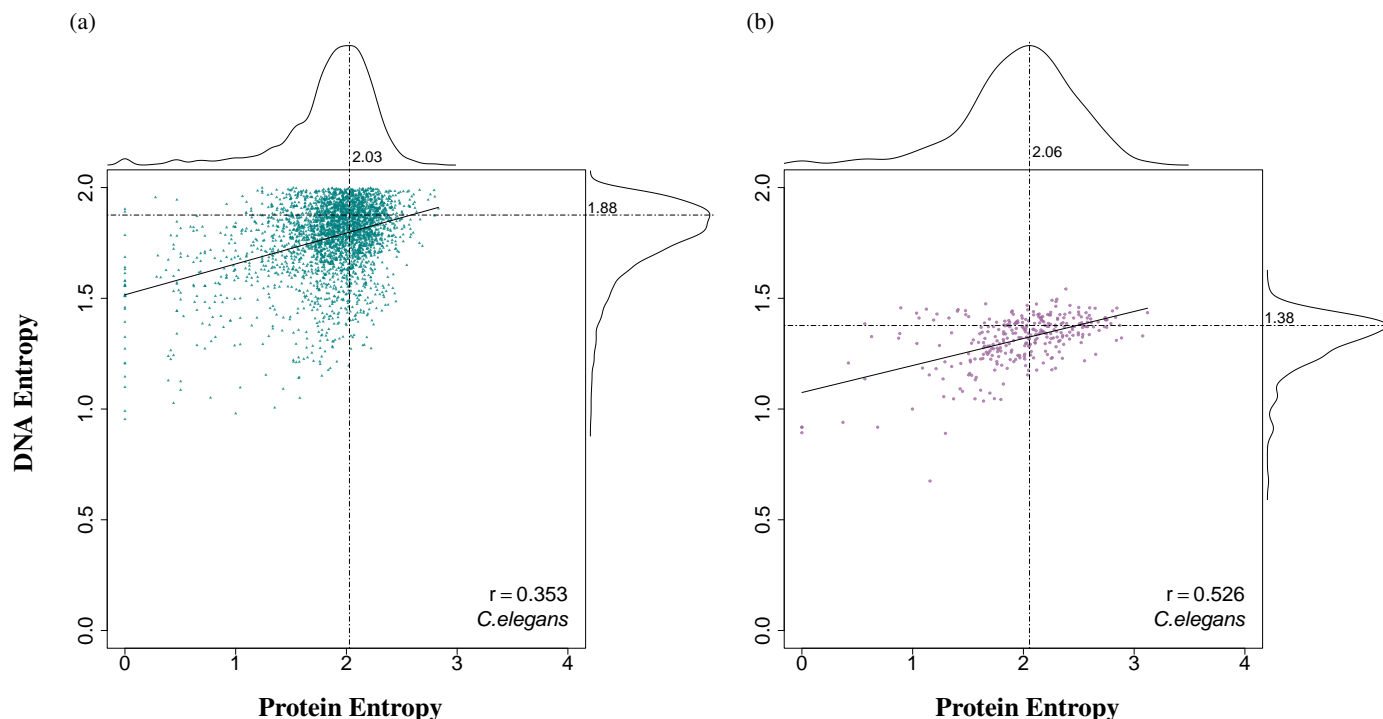 (a)
(b)
2.03
2.06
1.88
1.38
DNA Entropy
2.0
1.5
1.0
0.5
0.0
2.0
1.5
1.0
0.5
0.0
r = 0.353
C.elegans
r = 0.526
C.elegans
0 1 2 3 4
0 1 2 3 4
Protein Entropy
Protein Entropy